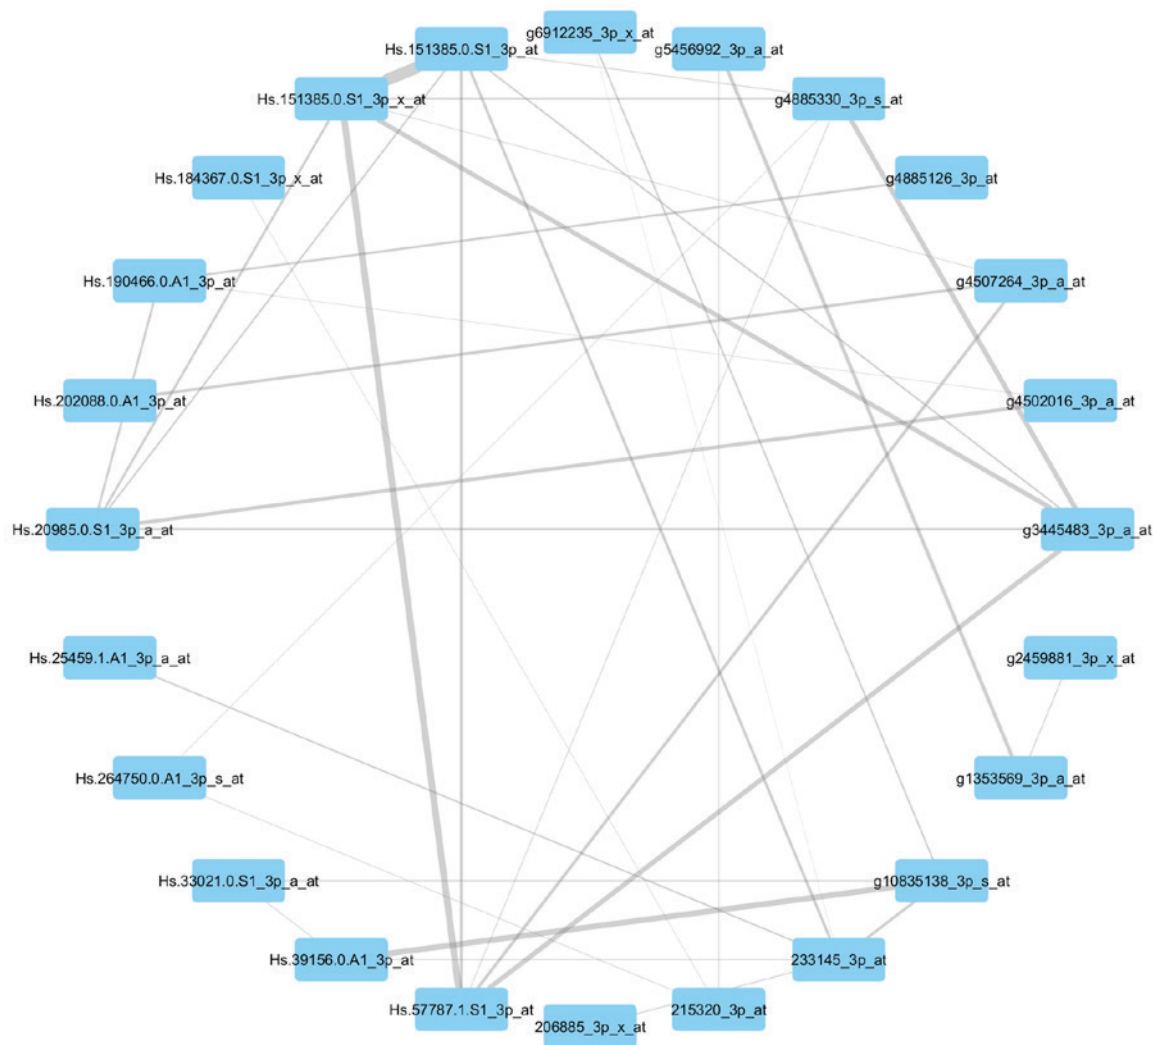 g6912235_3p_x_at
Hs.151385.0.S1_3p_at
g5456992_3p_a_at
Hs.151385.0.S1_3p_x_at
g4885330_3p_s_at
Hs.184367.0.S1_3p_x_at
g4885126_3p_at
Hs.190466.0.A1_3p_at
g4507264_3p_a_at
Hs.202088.0.A1_3p_at
g4502016_3p_a_at
Hs.20985.0.S1_3p_a_at
g3445483_3p_a_at
Hs.25459.1.A1_3p_a_at
g2459881_3p_x_at
Hs.264750.0.A1_3p_s_at
g1353569_3p_a_at
Hs.33021.0.S1_3p_a_at
g10835138_3p_s_at
Hs.39156.0.A1_3p_at
233145_3p_at
Hs.57787.1.S1_3p_at
215320_3p_at
206885_3p_x_at